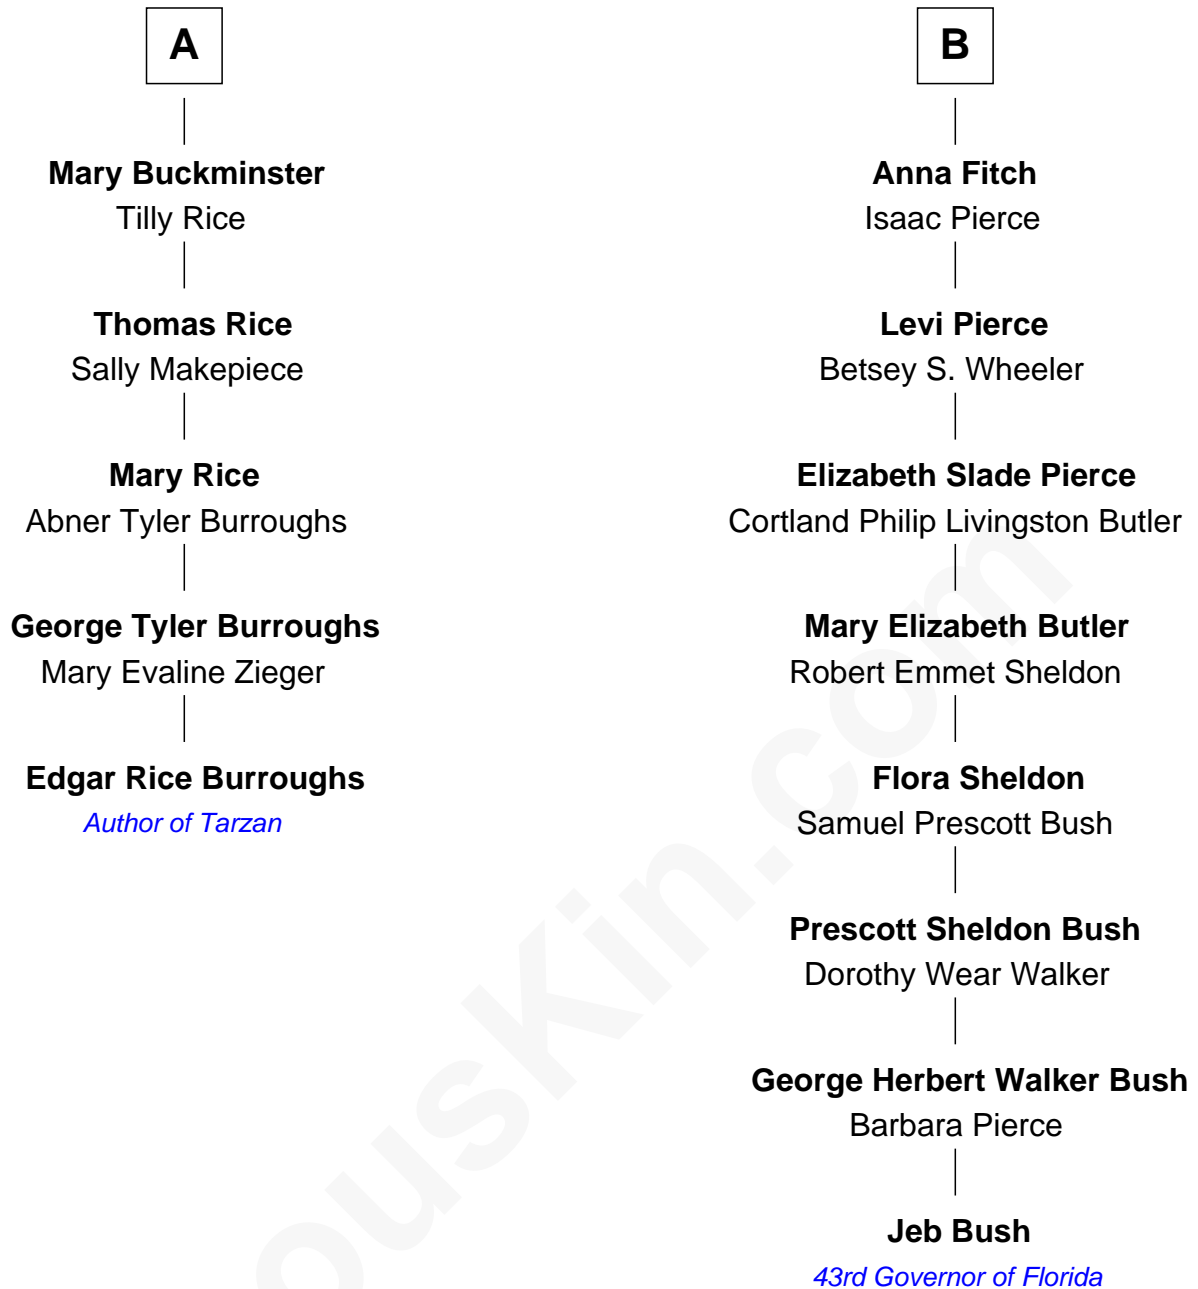 A
Mary Buckminster
Tilly Rice
Thomas Rice
Sally Makepiece
Mary Rice
Abner Tyler Burroughs
George Tyler Burroughs
Mary Evaline Zieger
Edgar Rice Burroughs
Author of Tarzan
B
Anna Fitch
Isaac Pierce
Levi Pierce
Betsey S. Wheeler
Elizabeth Slade Pierce
Cortland Philip Livingston Butler
Mary Elizabeth Butler
Robert Emmet Sheldon
Flora Sheldon
Samuel Prescott Bush
Prescott Sheldon Bush
Dorothy Wear Walker
George Herbert Walker Bush
Barbara Pierce
Jeb Bush
43rd Governor of Florida
ousKin.com